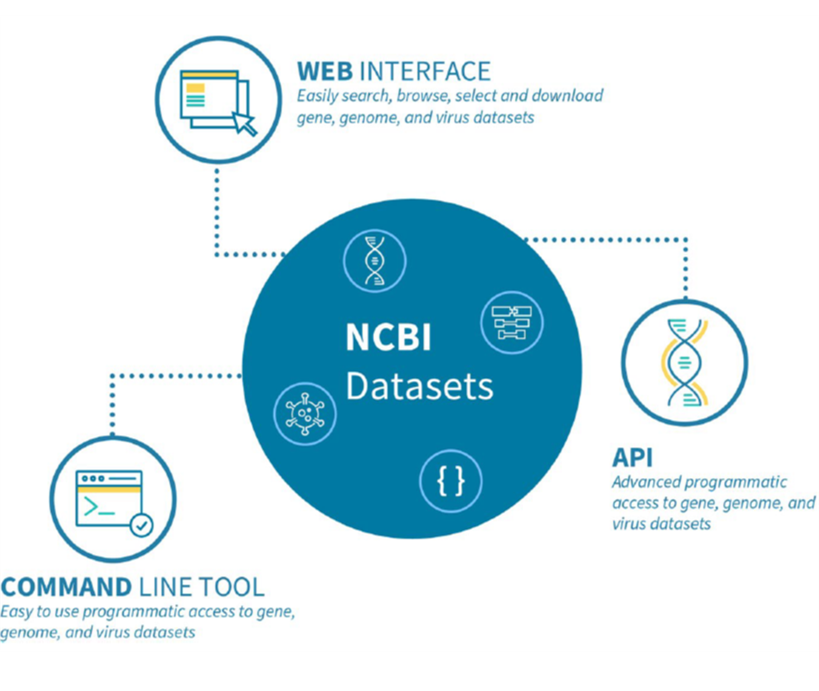 WEB INTERFACE
Easily search, browse, select and download
gene, genome, and virus datasets
NCBI
Datasets
{ }
API
Advanced programmatic
access to gene, genome, and
virus datasets
>_
COMMAND LINE TOOL
Easy to use programmatic access to gene,
genome, and virus datasets